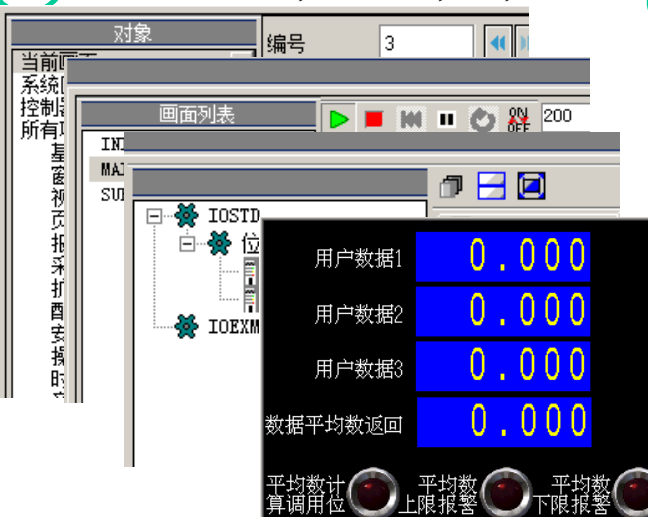 对象
编号
3
当前
系统
控制
所有
画面列表
ON
OFF
200
MAI
IOSTD
位
IOEXM
用户数据1
0.000
用户数据2
0.000
用户数据3
0.000
数据平均数返回
0.000
平均数计
算调用位
平均数
上限报警
平均数
下限报警